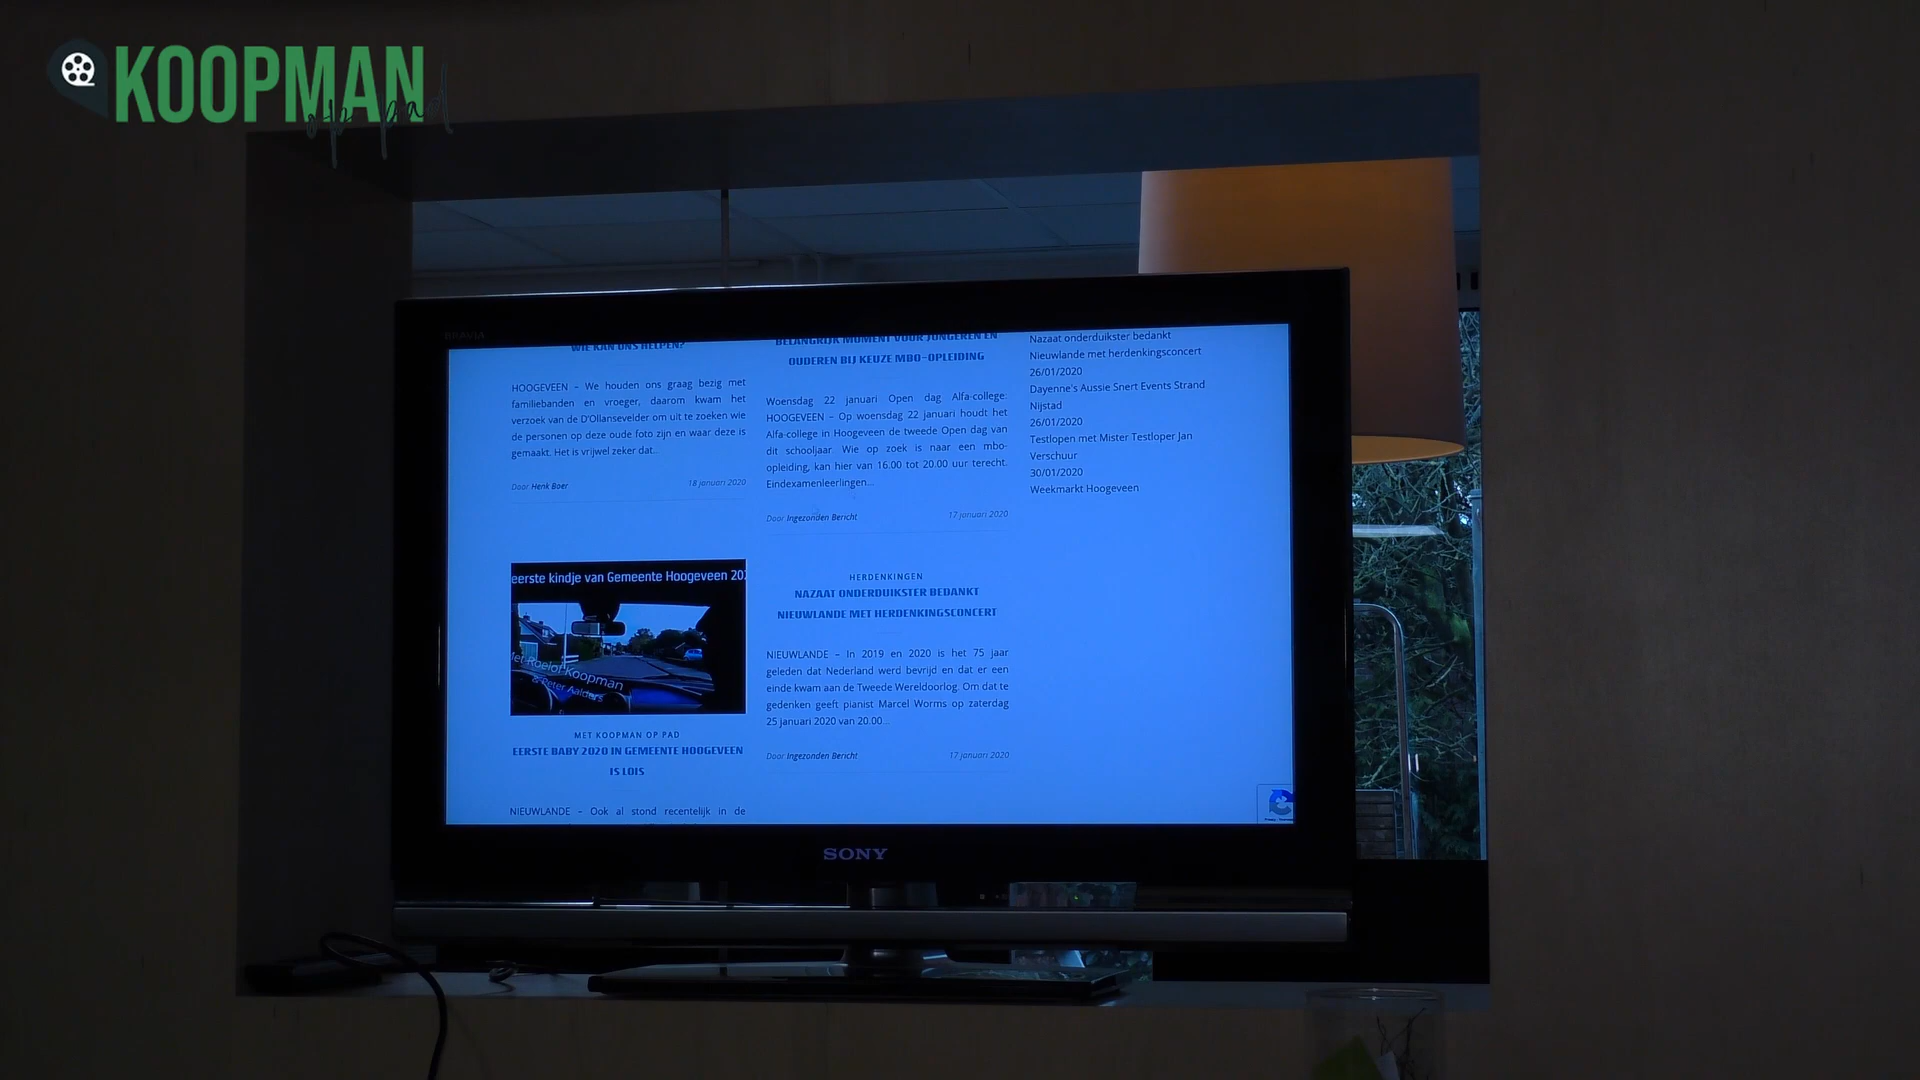 KOOPMAN
op pad
BRAVIA
WIE KAN ONS HELPEN?
HOOGEVEEN – We houden ons graag bezig met
familiebanden en vroeger, daarom kwam het
verzoek van de D'Ollansevelder om uit te zoeken wie
de personen op deze oude foto zijn en waar deze is
gemaakt. Het is vrijwel zeker dat...
Door Henk Boer
18 januari 2020
eerste kindje van Gemeente Hoogeveen 202
Met Roelof Koopman
& Peter Aalders
MET KOOPMAN OP PAD
EERSTE BABY 2020 IN GEMEENTE HOOGEVEEN
IS LOIS
NIEUWLANDE – Ook al stond recentelijk in de
BELANGRIJK MOMENT VOOR JONGEREN EN
OUDEREN BIJ KEUZE MBO-OPLEIDING
Woensdag 22 januari Open dag Alfa-college:
HOOGEVEEN – Op woensdag 22 januari houdt het
Alfa-college in Hoogeveen de tweede Open dag van
dit schooljaar. Wie op zoek is naar een mbo-
opleiding, kan hier van 16.00 tot 20.00 uur terecht.
Eindexamenleerlingen...
Door Ingezonden Bericht
17 januari 2020
HERDENKINGEN
NAZAAT ONDERDUIKSTER BEDANKT
NIEUWLANDE MET HERDENKINGSCONCERT
NIEUWLANDE – In 2019 en 2020 is het 75 jaar
geleden dat Nederland werd bevrijd en dat er een
einde kwam aan de Tweede Wereldoorlog. Om dat te
gedenken geeft pianist Marcel Worms op zaterdag
25 januari 2020 van 20.00...
Door Ingezonden Bericht
17 januari 2020
Nazaat onderduikster bedankt
Nieuwlande met herdenkingsconcert
26/01/2020
Dayenne's Aussie Snert Events Strand
Nijstad
26/01/2020
Testlopen met Mister Testloper Jan
Verschuur
30/01/2020
Weekmarkt Hoogeveen
SONY